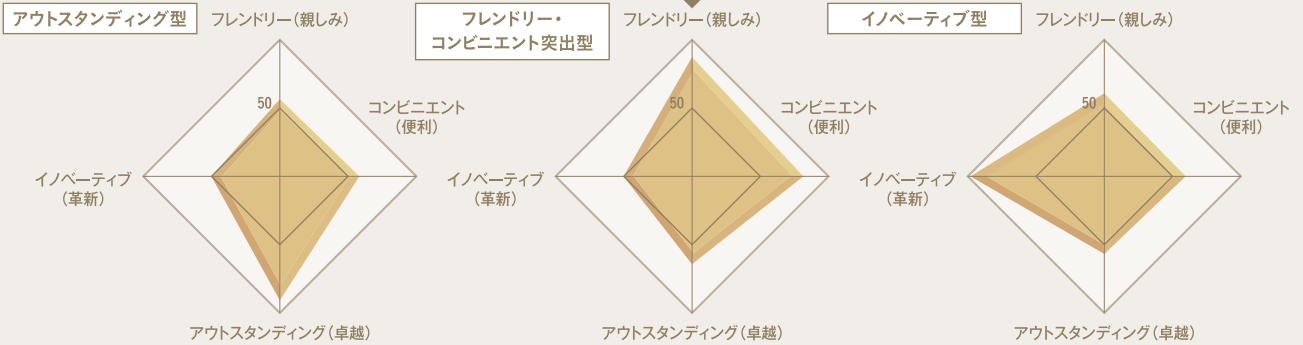 アウトスタンディング型
フレンドリー（親しみ）
50
コンビニエント
（便利）
イノベーティブ
（革新）
アウトスタンディング（卓越）
フレンドリー・
コンビニエント突出型
フレンドリー（親しみ）
50
コンビニエント
（便利）
イノベーティブ
（革新）
アウトスタンディング（卓越）
イノベーティブ型
フレンドリー（親しみ）
50
コンビニエント
（便利）
イノベーティブ
（革新）
アウトスタンディング（卓越）